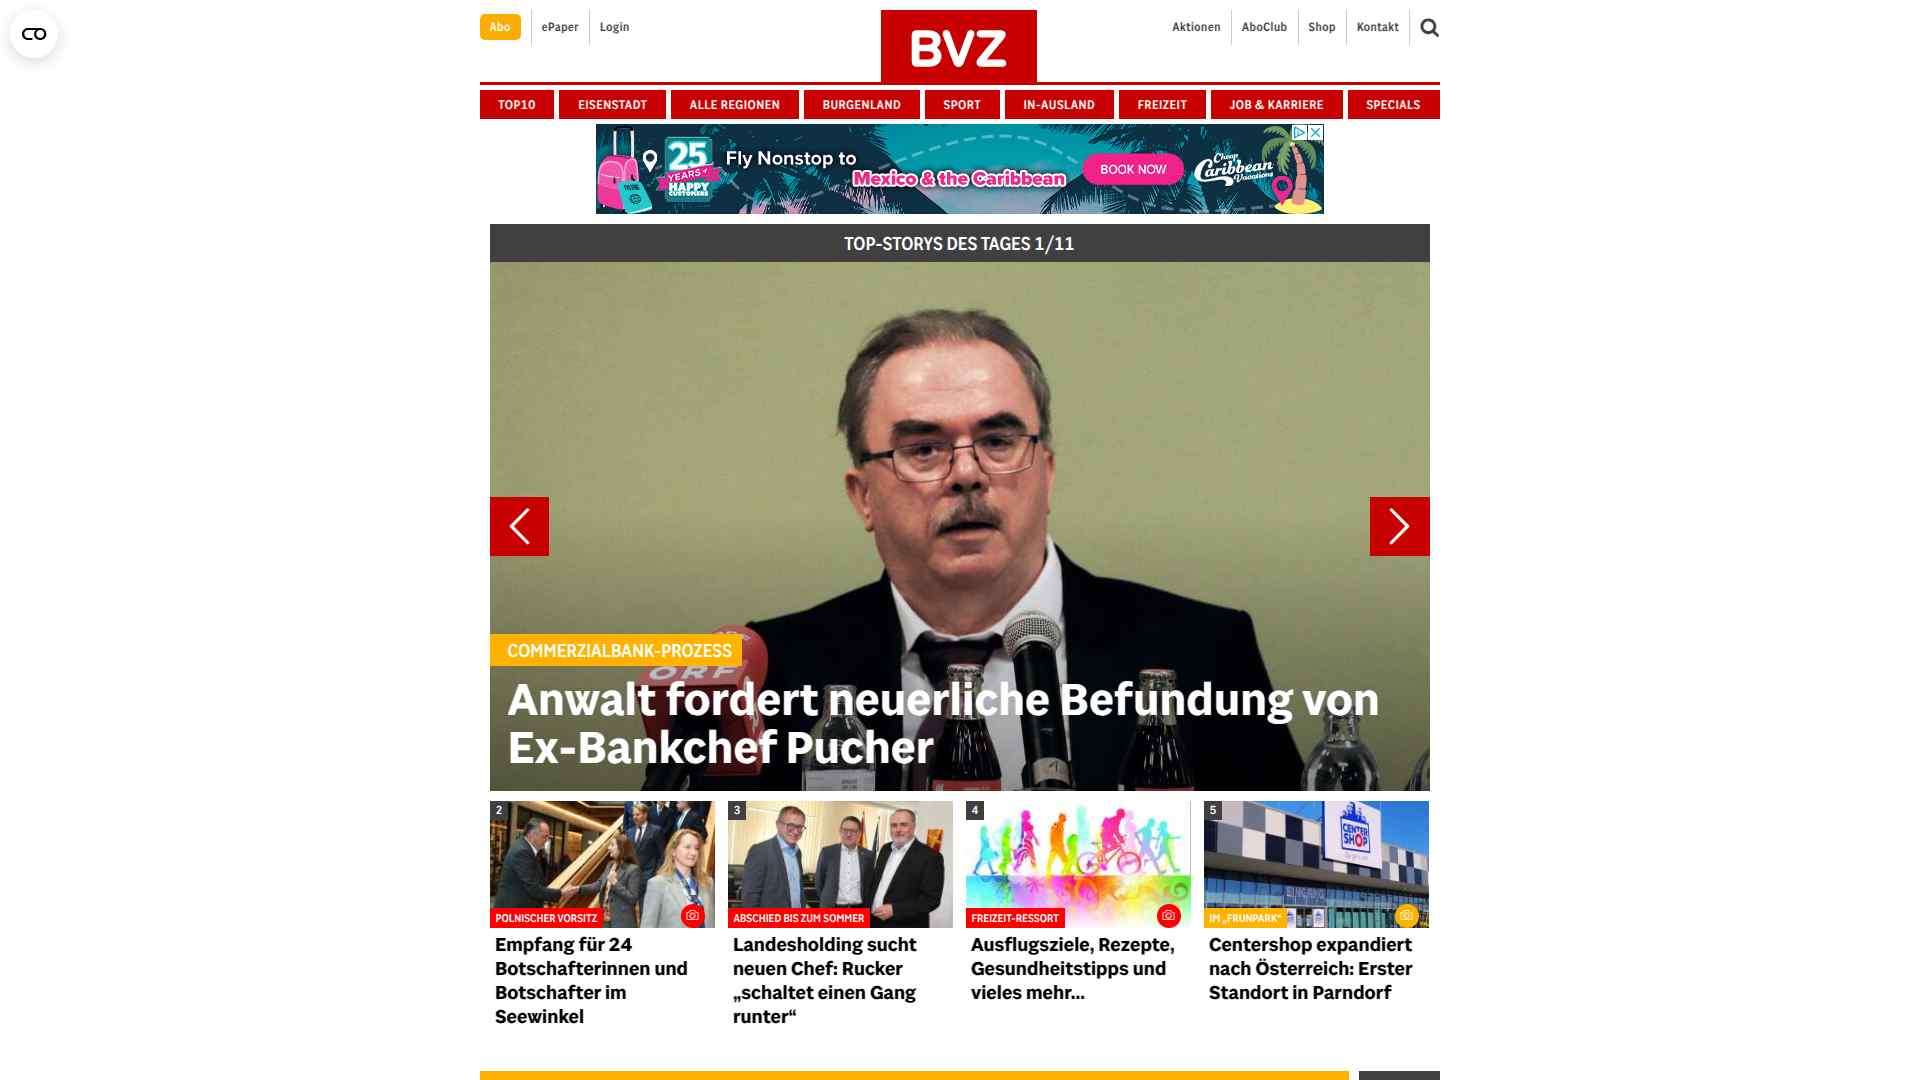 Abo
ePaper
Login
BVZ
Aktionen
AboClub
Shop
Kontakt
TOP10
EISENSTADT
ALLE REGIONEN
BURGENLAND
SPORT
IN-AUSLAND
FREIZEIT
JOB & KARRIERE
SPECIALS
25
YEARS OF
HAPPY
CUSTOMERS
Fly Nonstop to
Mexico & the Caribbean
BOOK NOW
Cheap
Caribbean
Vacations
TOP-STORYS DES TAGES 1/11
COMMERZIALBANK-PROZESS
ORF
Anwalt fordert neuerliche Befundung von
Ex-Bankchef Pucher
2
POLNISCHER VORSITZ
Empfang für 24
Botschafterinnen und
Botschafter im
Seewinkel
3
ABSCHIED BIS ZUM SOMMER
Landesholding sucht
neuen Chef: Rucker
„schaltet einen Gang
runter“
4
FREIZEIT-RESSORT
Ausflugsziele, Rezepte,
Gesundheitstipps und
vieles mehr...
5
CENTER
SHOP
EINGANG
IM „FRUNPARK“
Centershop expandiert
nach Österreich: Erster
Standort in Parndorf